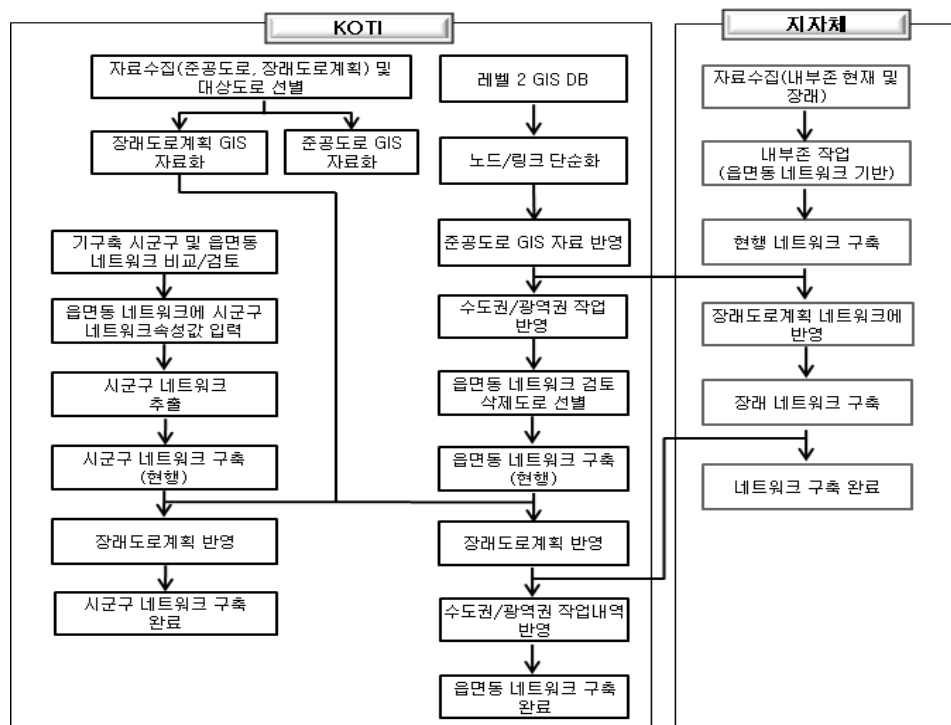 KOTI
자료수집(준공도로, 장래도로계획) 및
대상도로 선별
장래도로계획 GIS
자료화
준공도로 GIS
자료화
기구축 시군구 및 읍면동
네트워크 비교/검토
읍면동 네트워크에 시군구
네트워크속성값 입력
시군구 네트워크
추출
시군구 네트워크 구축
(현행)
장래도로계획 반영
시군구 네트워크 구축
완료
레벨 2 GIS DB
노드/링크 단순화
준공도로 GIS 자료 반영
수도권/광역권 작업
반영
읍면동 네트워크 검토
삭제도로 선별
읍면동 네트워크 구축
(현행)
장래도로계획 반영
수도권/광역권 작업내역
반영
읍면동 네트워크 구축
완료
지자체
자료수집(내부존 현재 및
장래)
내부존 작업
(읍면동 네트워크 기반)
현행 네트워크 구축
장래도로계획 네트워크에
반영
장래 네트워크 구축
네트워크 구축 완료